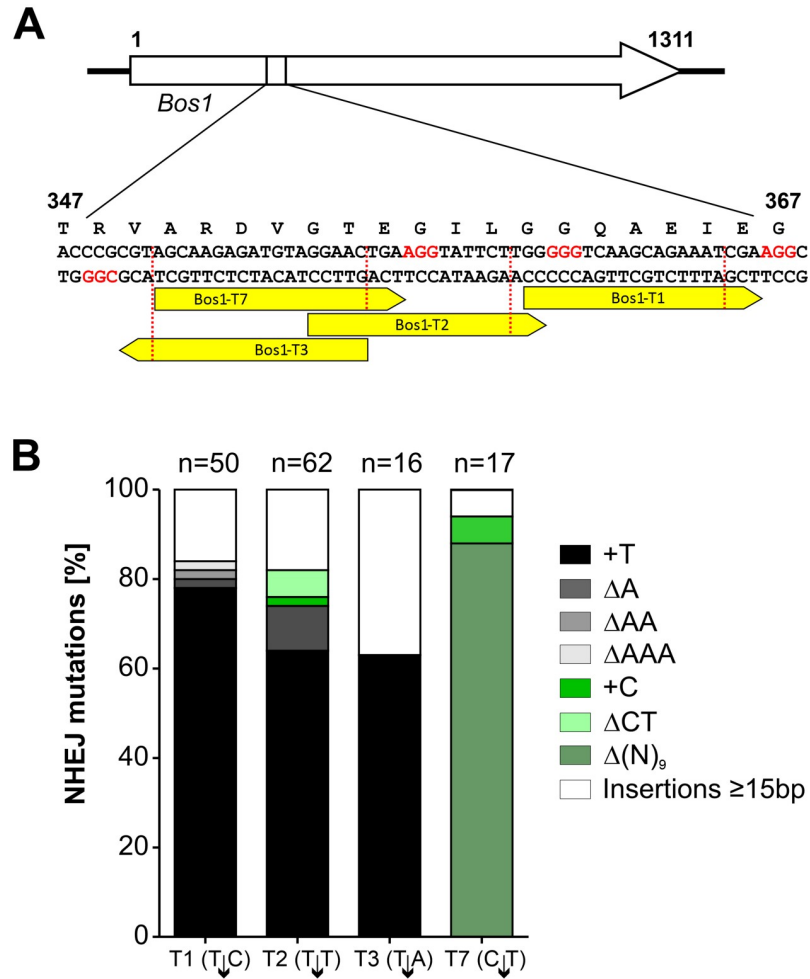 A
1 1311
Bos1
347 367
T R V A R D V G T E G I L G G Q A E I E G
ACCCGCGTAGCAAGAGATGTAGGAACTGAAGGTATTCTTGGGGGTCAAGCAGAAATCGAAGGC
TGGGCGCATCGTTCTCTACATCCTTGACTTCCATAAGAACCCCCAGTTCGTCTTTAGCTTCCG
Bos1-T7 Bos1-T1
Bos1-T2
Bos1-T3
B
n=50 n=62 n=16 n=17
NHEJ mutations [%]
100
80
60
40
20
0
T1 (T↓C) T2 (T↓T) T3 (T↓A) T7 (C↓T)
+T
ΔA
ΔAA
ΔAAA
+C
ΔCT
Δ(N)₉
Insertions ≥15bp